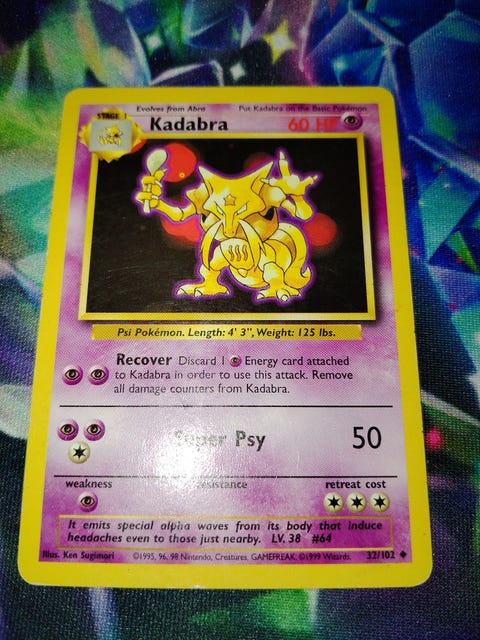 Evolves from Abra Put Kadabra on the Basic Pokémon
STAGE 1
Kadabra 60 HP
Psi Pokémon. Length: 4' 3", Weight: 125 lbs.
Recover Discard 1 Energy card attached
to Kadabra in order to use this attack. Remove
all damage counters from Kadabra.
Super Psy 50
weakness resistance retreat cost
It emits special alpha waves from its body that induce
headaches even to those just nearby. LV. 38 #64
Illus. Ken Sugimori ©1995, 96, 98 Nintendo, Creatures, GAMEFREAK. ©1999 Wizards. 32/102